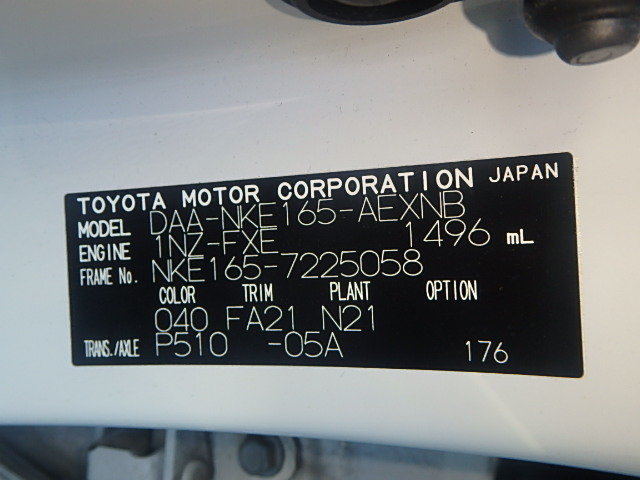 TOYOTA MOTOR CORPORATION JAPAN
MODEL DAA-NKE165-AEXNB
ENGINE 1NZ-FXE 1496 mL
FRAME No. NKE165-7225058
COLOR TRIM PLANT OPTION
040 FA21 N21
TRANS./AXLE P510 -05A 176